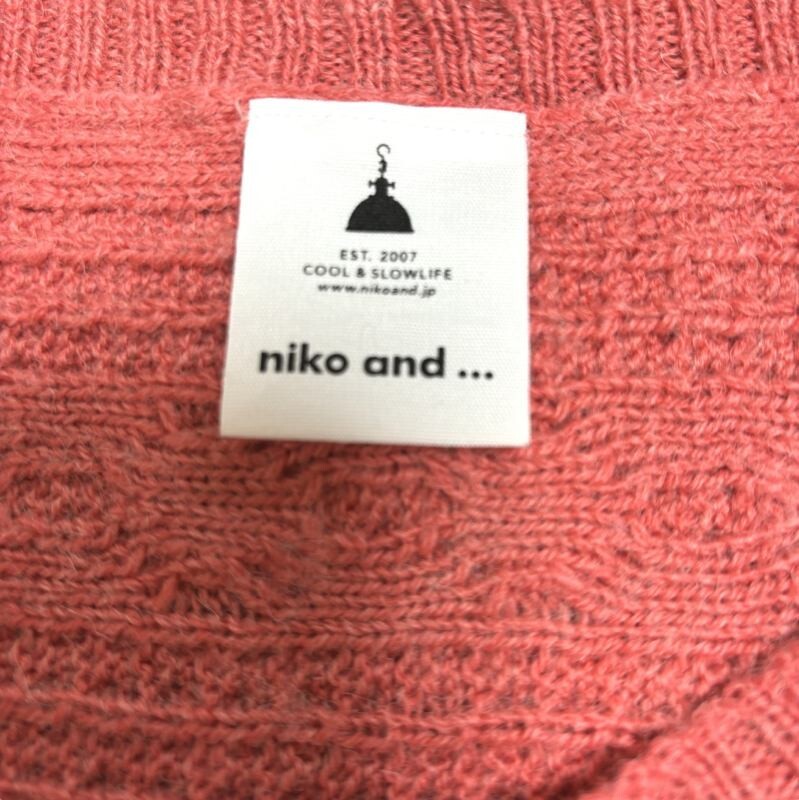 EST. 2007
COOL & SLOWLIFE
www.nikoand.jp
niko and ...